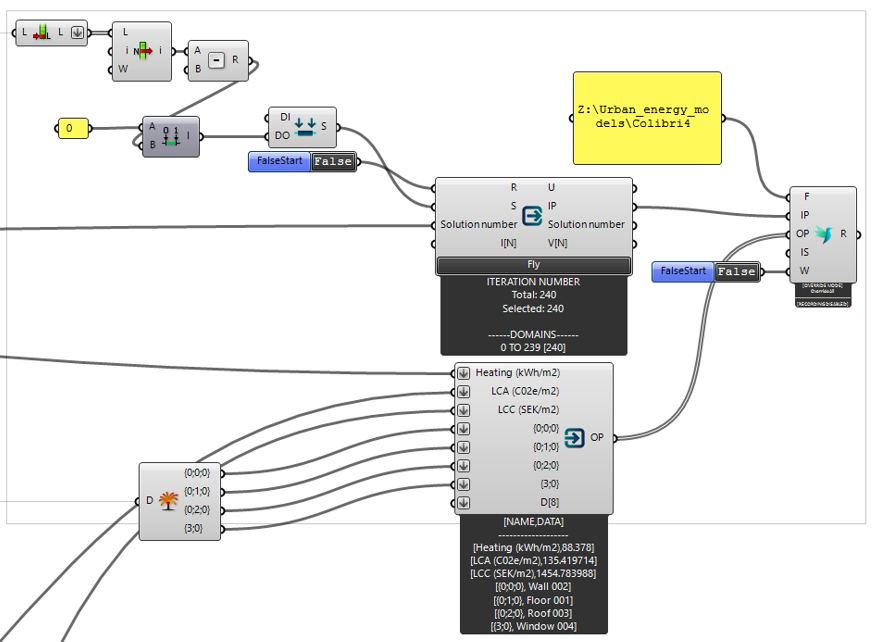 L L
L
i N i
W
A
B
R
0
A
B
0 1
I
DI
DO
S
FalseStart False
Z:\Urban_energy_mo
dels\Colibri4
R U
S IP
Solution number Solution number
I[N] V[N]
Fly
ITERATION NUMBER
Total: 240
Selected: 240
------DOMAINS------
0 TO 239 [240]
F
IP
OP R
IS
W
FalseStart False
[OVERRIDE MODE]
OverrideAll
[RECORDING DISABLED]
Heating (kWh/m2)
LCA (C02e/m2)
LCC (SEK/m2)
{0;0;0}
{0;1;0} OP
{0;2;0}
{3;0}
D[8]
D
{0;0;0}
{0;1;0}
{0;2;0}
{3;0}
[NAME,DATA]
------------------
[Heating (kWh/m2),88.378]
[LCA (C02e/m2),135.419714]
[LCC (SEK/m2),1454.783988]
[{0;0;0}, Wall 002]
[{0;1;0}, Floor 001]
[{0;2;0}, Roof 003]
[{3;0}, Window 004]